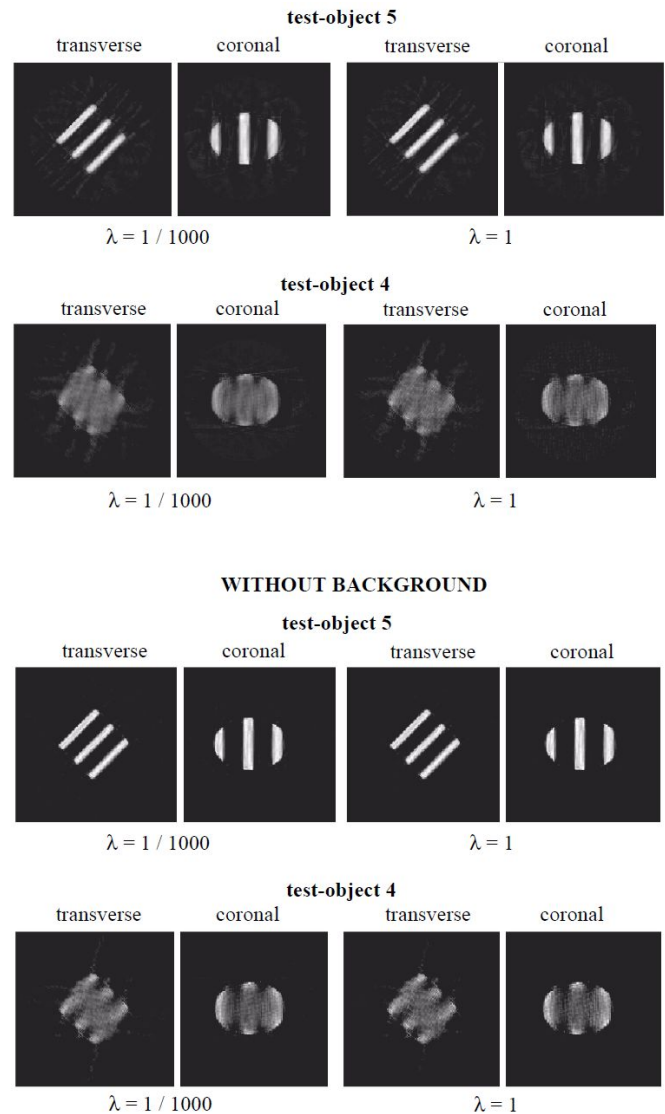 test-object 5
transverse coronal transverse coronal
λ = 1 / 1000 λ = 1
test-object 4
transverse coronal transverse coronal
λ = 1 / 1000 λ = 1
WITHOUT BACKGROUND
test-object 5
transverse coronal transverse coronal
λ = 1 / 1000 λ = 1
test-object 4
transverse coronal transverse coronal
λ = 1 / 1000 λ = 1